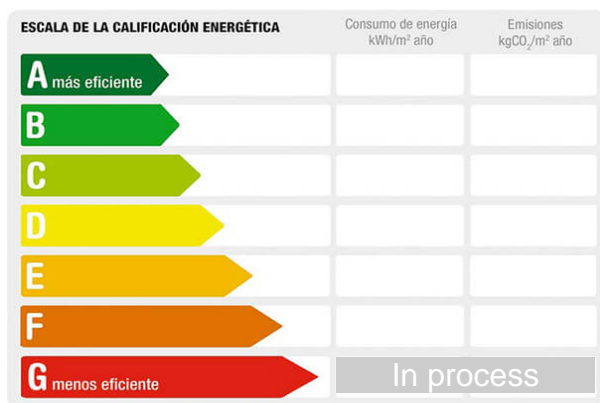 ESCALA DE LA CALIFICACIÓN ENERGÉTICA
Consumo de energía
kWh/m² año
Emisiones
kgCO₂/m² año
A más eficiente
B
C
D
E
F
G menos eficiente
In process